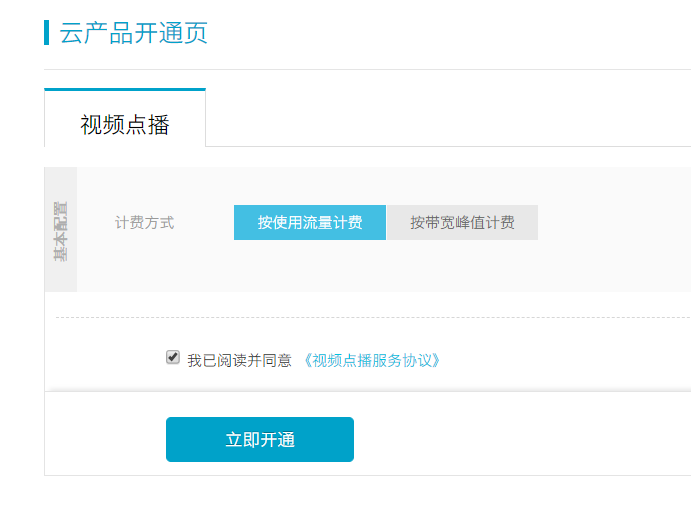 云产品开通页
视频点播
基本配置
计费方式 按使用流量计费 按带宽峰值计费
我已阅读并同意 《视频点播服务协议》
立即开通